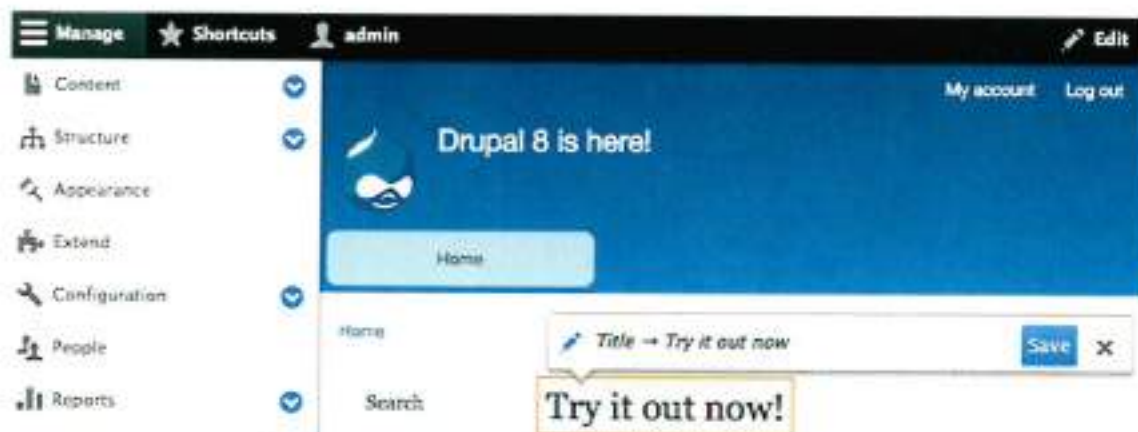 Manage Shortcuts admin Edit
Content
Structure
Appearance
Extend
Configuration
People
Reports
My account Log out
Drupal 8 is here!
Home
Home
Title → Try it out now
Save ×
Search
Try it out now!